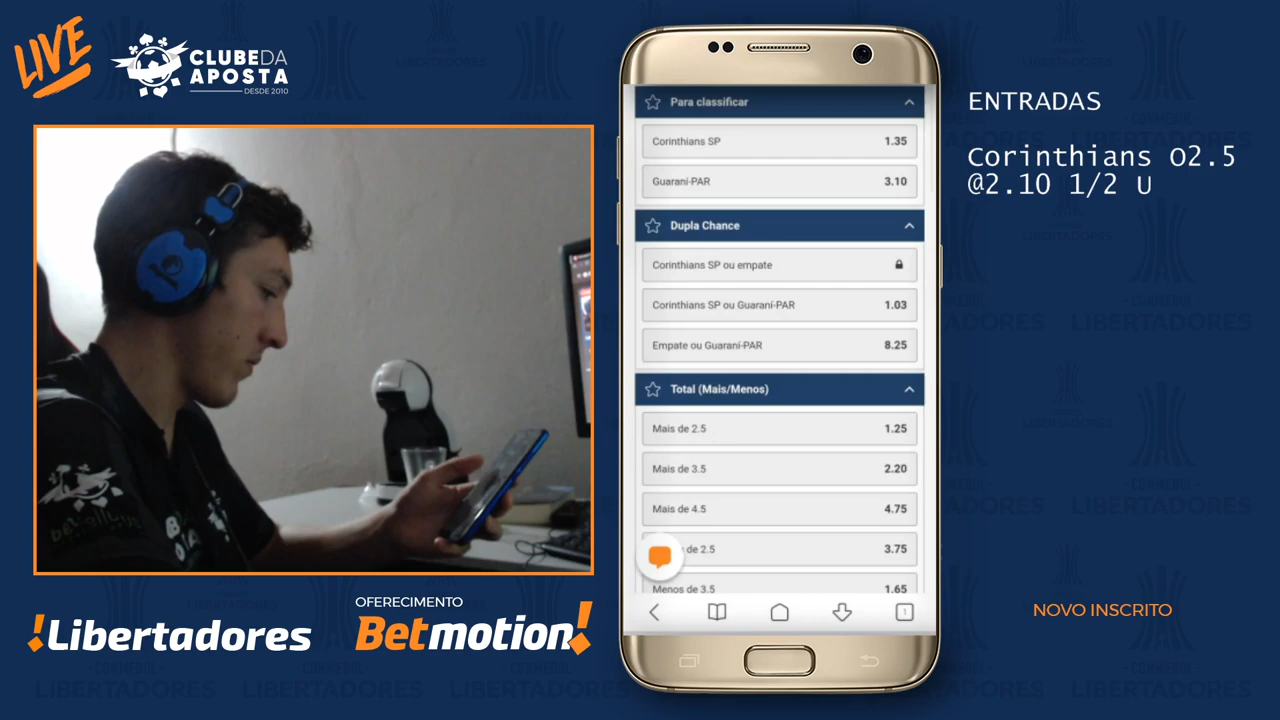 LIVE
CLUBEDA
APOSTA
DESDE 2010
ENTRADAS
Corinthians O2.5
@2.10 1/2 U
Para classificar
Corinthians SP 1.35
Guaraní-PAR 3.10
Dupla Chance
Corinthians SP ou empate
Corinthians SP ou Guaraní-PAR 1.03
Empate ou Guaraní-PAR 8.25
Total (Mais/Menos)
Mais de 2.5 1.25
Mais de 3.5 2.20
Mais de 4.5 4.75
de 2.5 3.75
Menos de 3.5 1.65
1
!Libertadores
OFERECIMENTO
Betmotion!
NOVO INSCRITO
CONMEBOL
LIBERTADORES